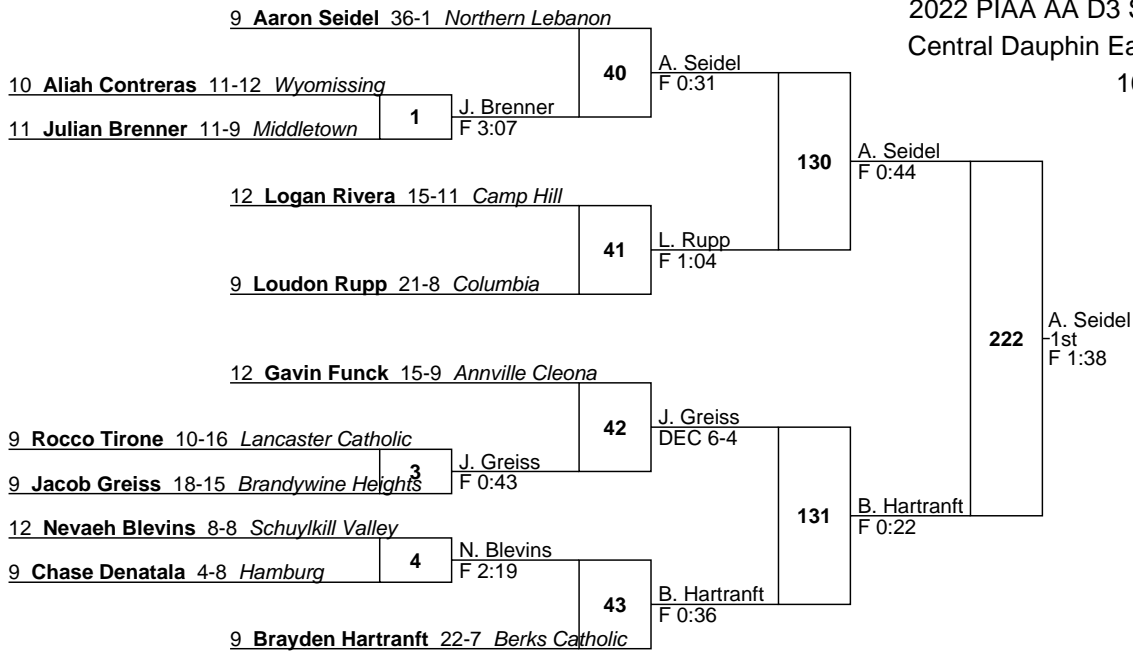 2022 PIAA AA D3 S
Central Dauphin Ea
10
9 Aaron Seidel 36-1 Northern Lebanon
40
A. Seidel
F 0:31
10 Aliah Contreras 11-12 Wyomissing
1
J. Brenner
F 3:07
11 Julian Brenner 11-9 Middletown
130
A. Seidel
F 0:44
12 Logan Rivera 15-11 Camp Hill
41
L. Rupp
F 1:04
9 Loudon Rupp 21-8 Columbia
222
A. Seidel
1st
F 1:38
12 Gavin Funck 15-9 Annville Cleona
42
J. Greiss
DEC 6-4
9 Rocco Tirone 10-16 Lancaster Catholic
3
J. Greiss
F 0:43
9 Jacob Greiss 18-15 Brandywine Heights
131
B. Hartranft
F 0:22
12 Nevaeh Blevins 8-8 Schuylkill Valley
4
N. Blevins
F 2:19
9 Chase Denatala 4-8 Hamburg
43
B. Hartranft
F 0:36
9 Brayden Hartranft 22-7 Berks Catholic